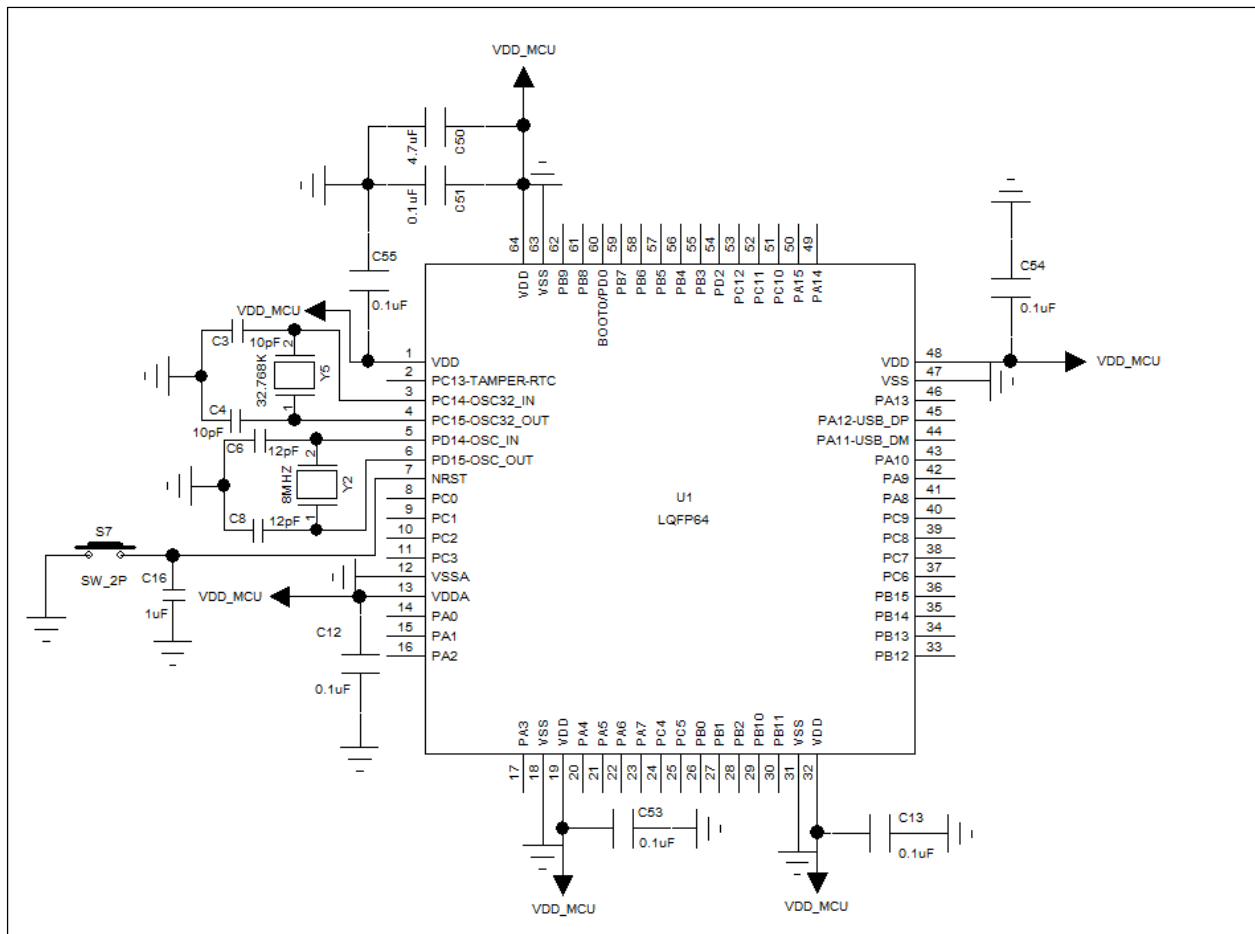 VDD_MCU
4.7uF
C50
0.1uF
C51
C55
0.1uF
VDD_MCU
C3
10pF
2
32.768K
Y5
1
C4
10pF
C6
12pF
2
8MHZ
Y2
1
C8
12pF
S7
SW_2P
C16
1uF
VDD_MCU
C12
0.1uF
64 63 62 61 60 59 58 57 56 55 54 53 52 51 50 49
VDD VSS PB9 PB8 BOOT0/PD0 PB7 PB6 PB5 PB4 PB3 PD2 PC12 PC11 PC10 PA15 PA14
1 VDD
2 PC13-TAMPER-RTC
3 PC14-OSC32_IN
4 PC15-OSC32_OUT
5 PD14-OSC_IN
6 PD15-OSC_OUT
7 NRST
8 PC0
9 PC1
10 PC2
11 PC3
12 VSSA
13 VDDA
14 PA0
15 PA1
16 PA2
U1
LQFP64
VDD 48
VSS 47
PA13 46
PA12-USB_DP 45
PA11-USB_DM 44
PA10 43
PA9 42
PA8 41
PC9 40
PC8 39
PC7 38
PC6 37
PB15 36
PB14 35
PB13 34
PB12 33
C54
0.1uF
VDD_MCU
PA3 VSS VDD PA4 PA5 PA6 PA7 PC4 PC5 PB0 PB1 PB2 PB10 PB11 VSS VDD
17 18 19 20 21 22 23 24 25 26 27 28 29 30 31 32
C53
0.1uF
C13
0.1uF
VDD_MCU
VDD_MCU